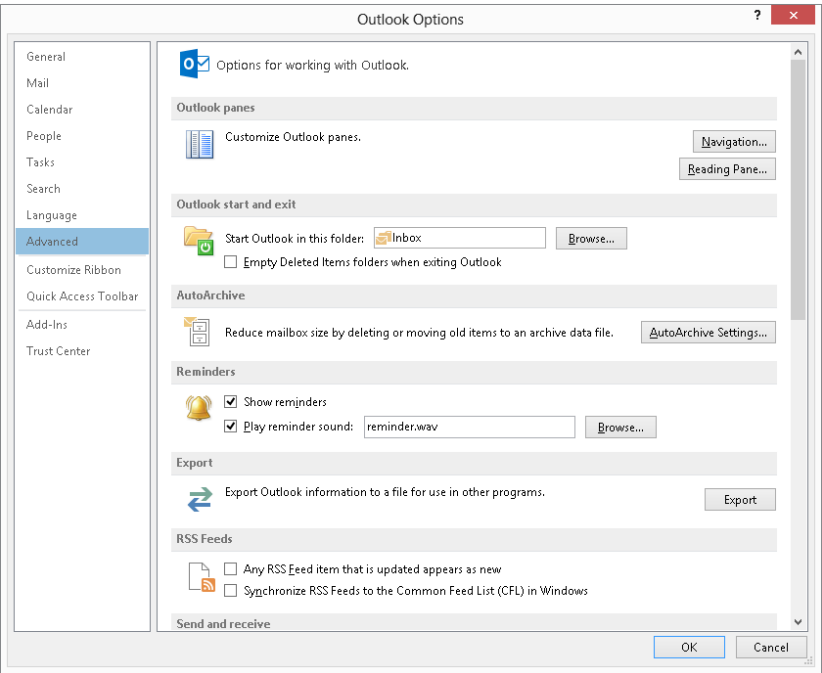 Outlook Options
?
General
Mail
Calendar
People
Tasks
Search
Language
Advanced
Customize Ribbon
Quick Access Toolbar
Add-Ins
Trust Center
Options for working with Outlook.
Outlook panes
Customize Outlook panes.
Navigation...
Reading Pane...
Outlook start and exit
Start Outlook in this folder: Inbox Browse...
Empty Deleted Items folders when exiting Outlook
AutoArchive
Reduce mailbox size by deleting or moving old items to an archive data file. AutoArchive Settings...
Reminders
Show reminders
Play reminder sound: reminder.wav Browse...
Export
Export Outlook information to a file for use in other programs.
Export
RSS Feeds
Any RSS Feed item that is updated appears as new
Synchronize RSS Feeds to the Common Feed List (CFL) in Windows
Send and receive
OK Cancel